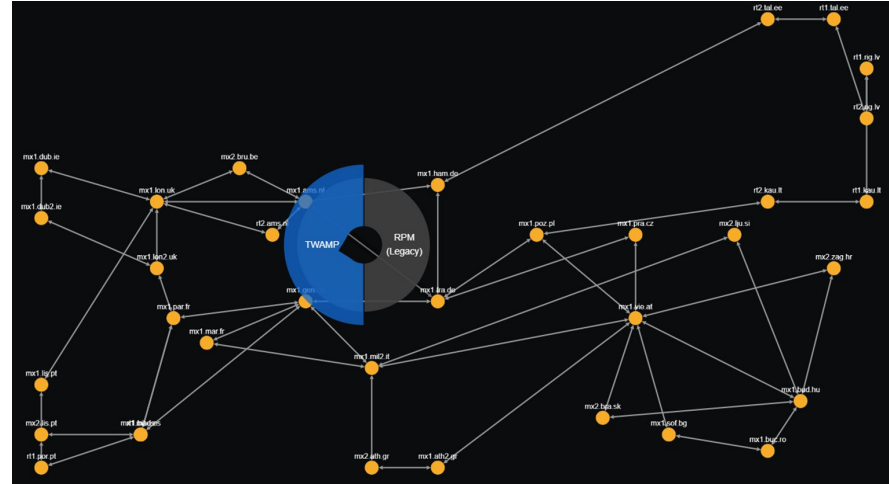 rt2.tal.ee
rt1.tal.ee
rt1.rig.lv
rt2.rig.lv
mx1.dub.ie
mx2.bru.be
mx1.ham.de
mx1.lon.uk
mx1.ams.nl
rt2.kau.lt
rt1.kau.lt
mx1.dub2.ie
rt2.ams.nl
TWAMP
RPM
(Legacy)
mx1.poz.pl
mx1.pra.cz
mx2.lju.si
mx1.lon2.uk
mx2.zag.hr
mx1.gen
mx1.fra.de
mx1.par.fr
mx1.vie.at
mx1.mar.fr
mx1.mil2.it
mx1.lis.pt
mx1.bud.hu
mx2.bra.sk
mx2.lis.pt
mx1.sof.bg
mx1.buc.ro
rt1.por.pt
mx2.ath.gr
mx1.ath2.gr